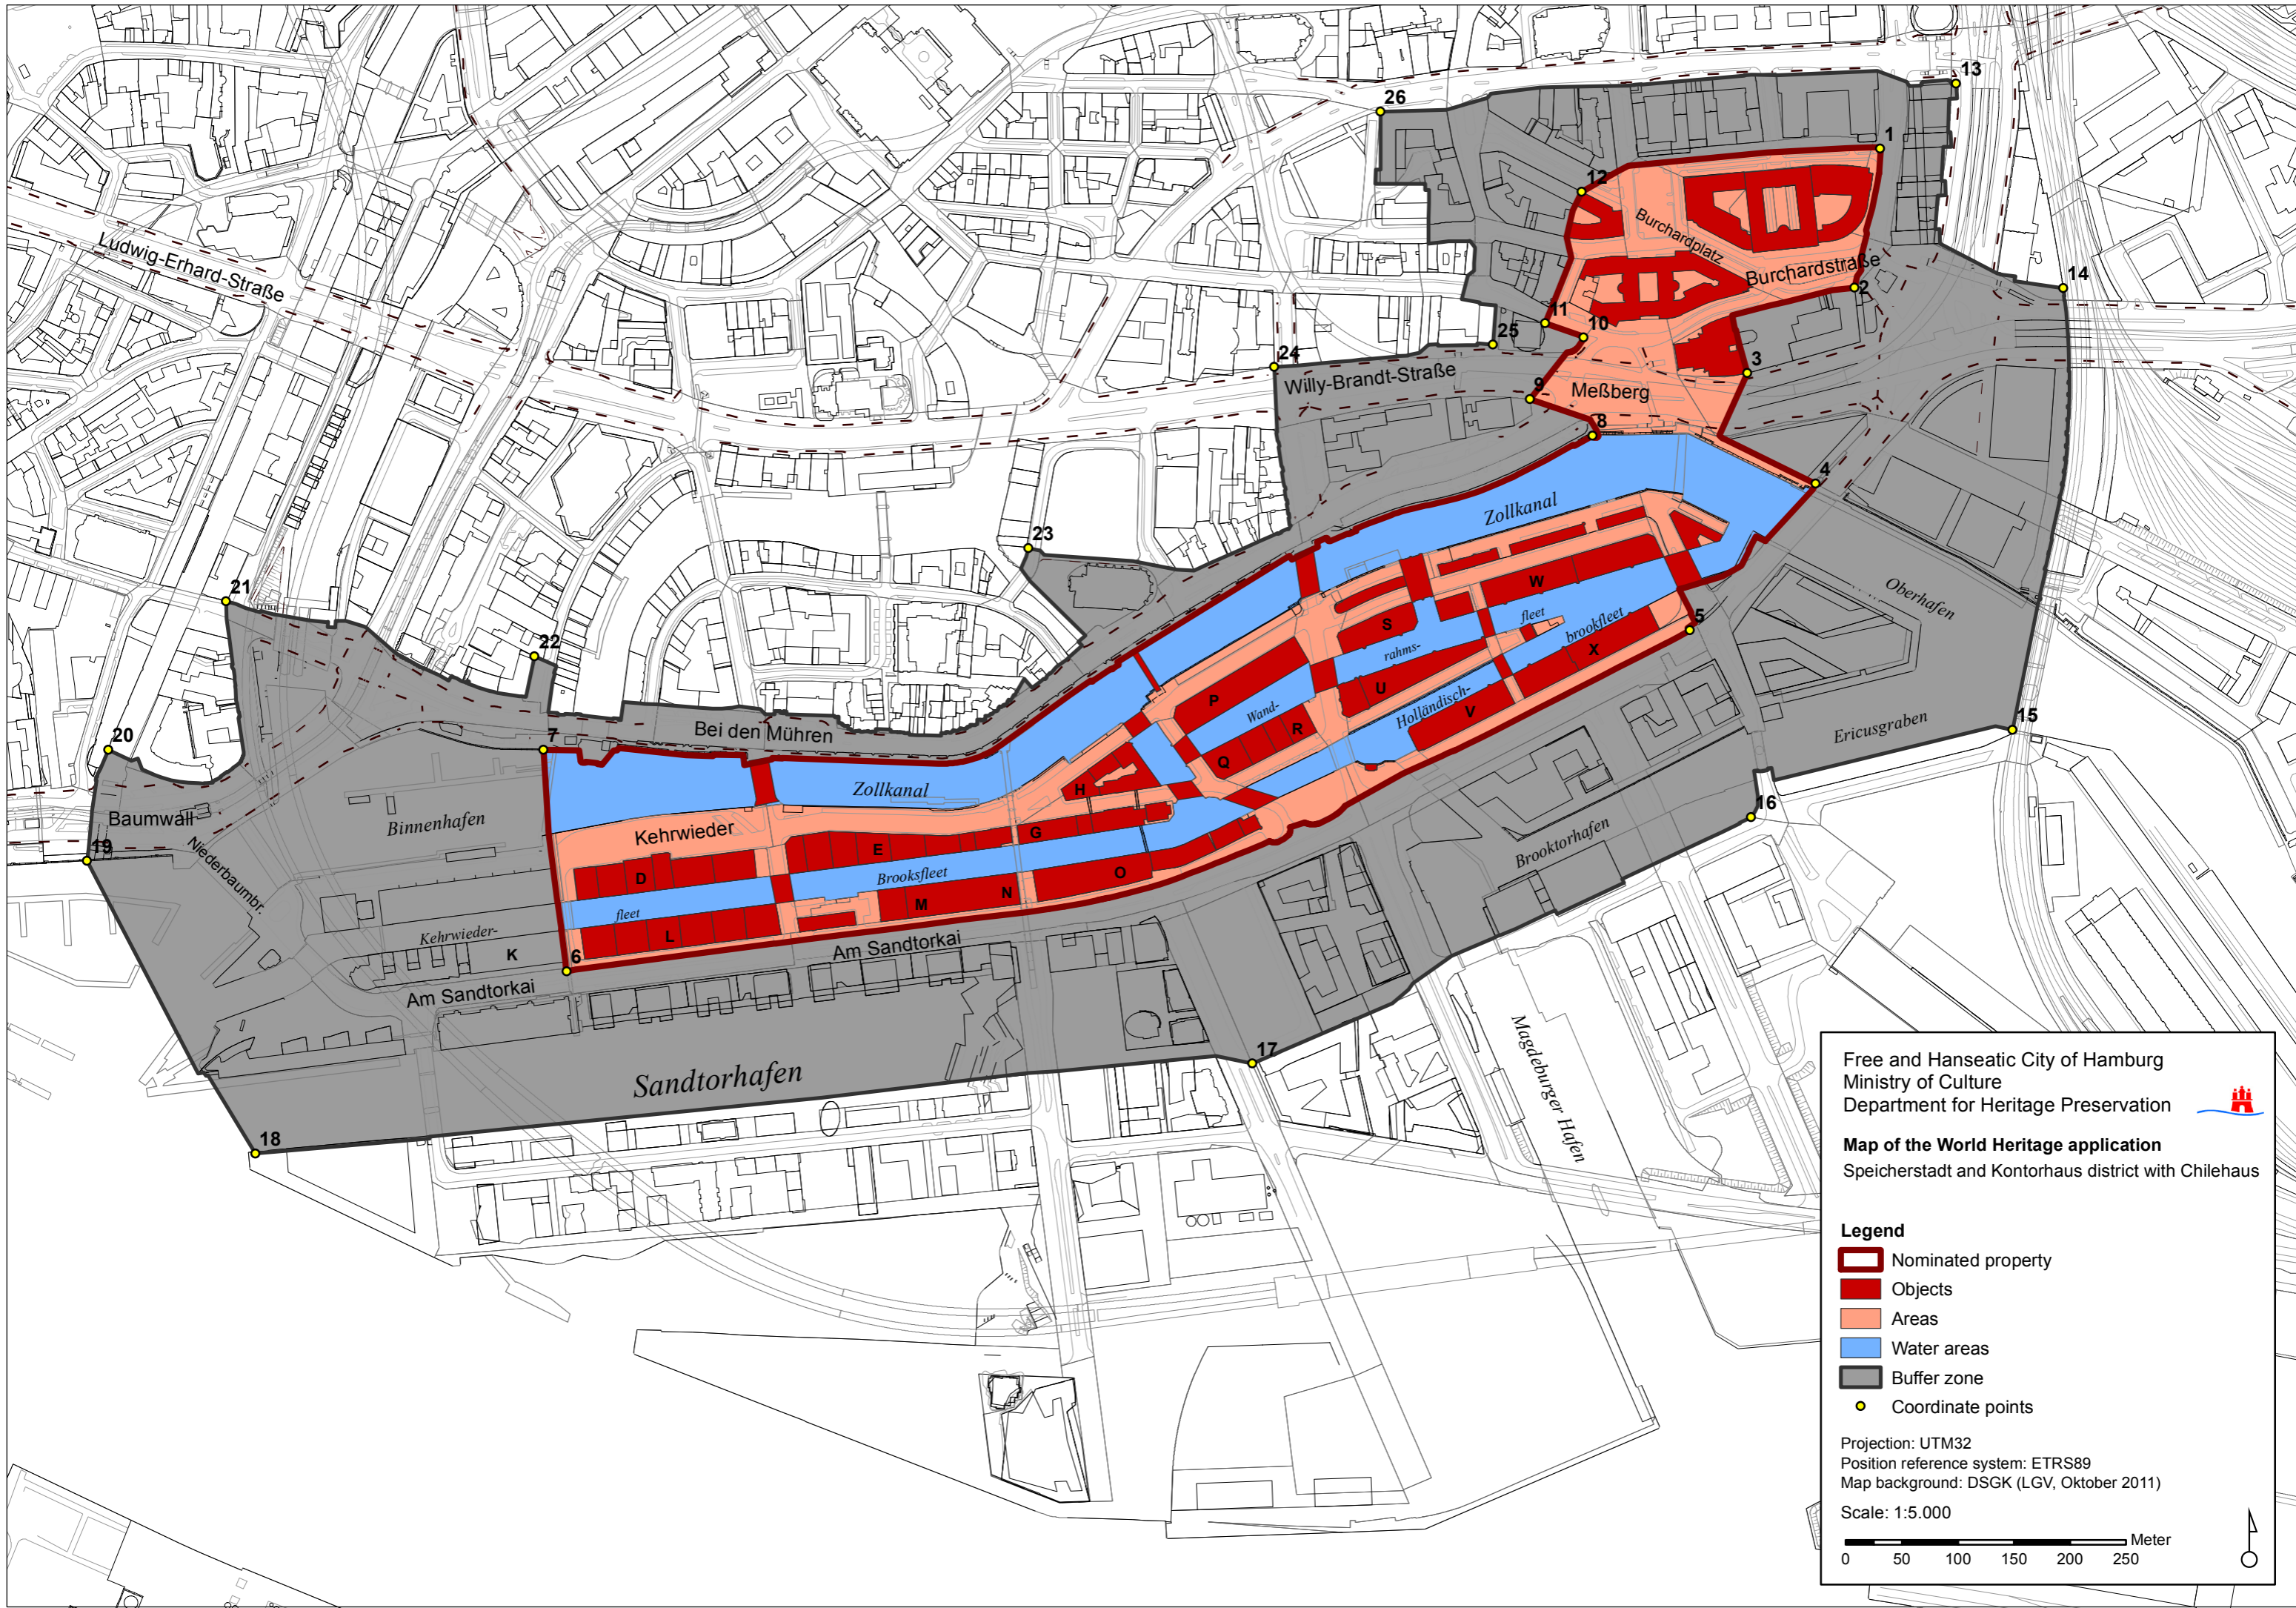 13
26
1
12
Burchardplatz
Ludwig-Erhard-Straße
Burchardstraße
14
2
11
10
25
24
3
Willy-Brandt-Straße
9
Meßberg
8
4
Zollkanal
23
W
Oberhafen
21
fleet
S
brookfleet
5
22
rahms-
X
U
P
Wand-
Holländisch-
V
R
Bei den Mühren
Ericusgraben
15
20
7
Q
H
Zollkanal
16
Baumwall
Binnenhafen
Kehrwieder
G
Brooktorhafen
19
Niederbaumbr.
E
D
Brooksfleet
O
N
M
fleet
Kehrwieder-
L
K
6
Am Sandtorkai
Am Sandtorkai
Magdeburger Hafen
17
Sandtorhafen
18
Free and Hanseatic City of Hamburg
Ministry of Culture
Department for Heritage Preservation
Map of the World Heritage application
Speicherstadt and Kontorhaus district with Chilehaus
Legend
Nominated property
Objects
Areas
Water areas
Buffer zone
Coordinate points
Projection: UTM32
Position reference system: ETRS89
Map background: DSGK (LGV, Oktober 2011)
Scale: 1:5.000
Meter
0 50 100 150 200 250